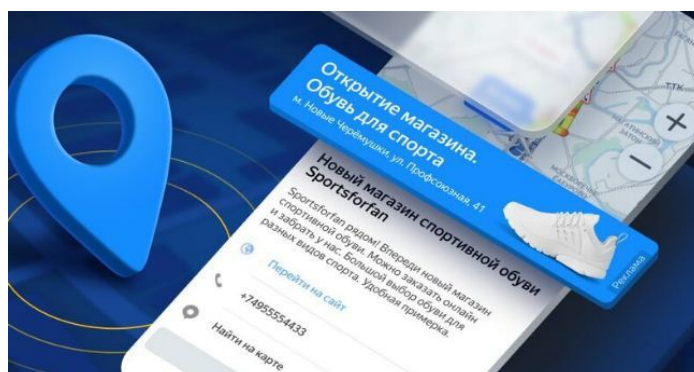 Открытие магазина.
Обувь для спорта
м. Новые Черёмушки, ул. Профсоюзная, 41
Реклама
ТТК
Новый магазин спортивной обуви
Sportsforfan
Sportsforfan рядом! Впереди новый магазин
спортивной обуви. Можно заказать онлайн
и забрать у нас. Большой выбор обуви для
разных видов спорта. Удобная примерка.
Перейти на сайт
+74955554433
Найти на карте